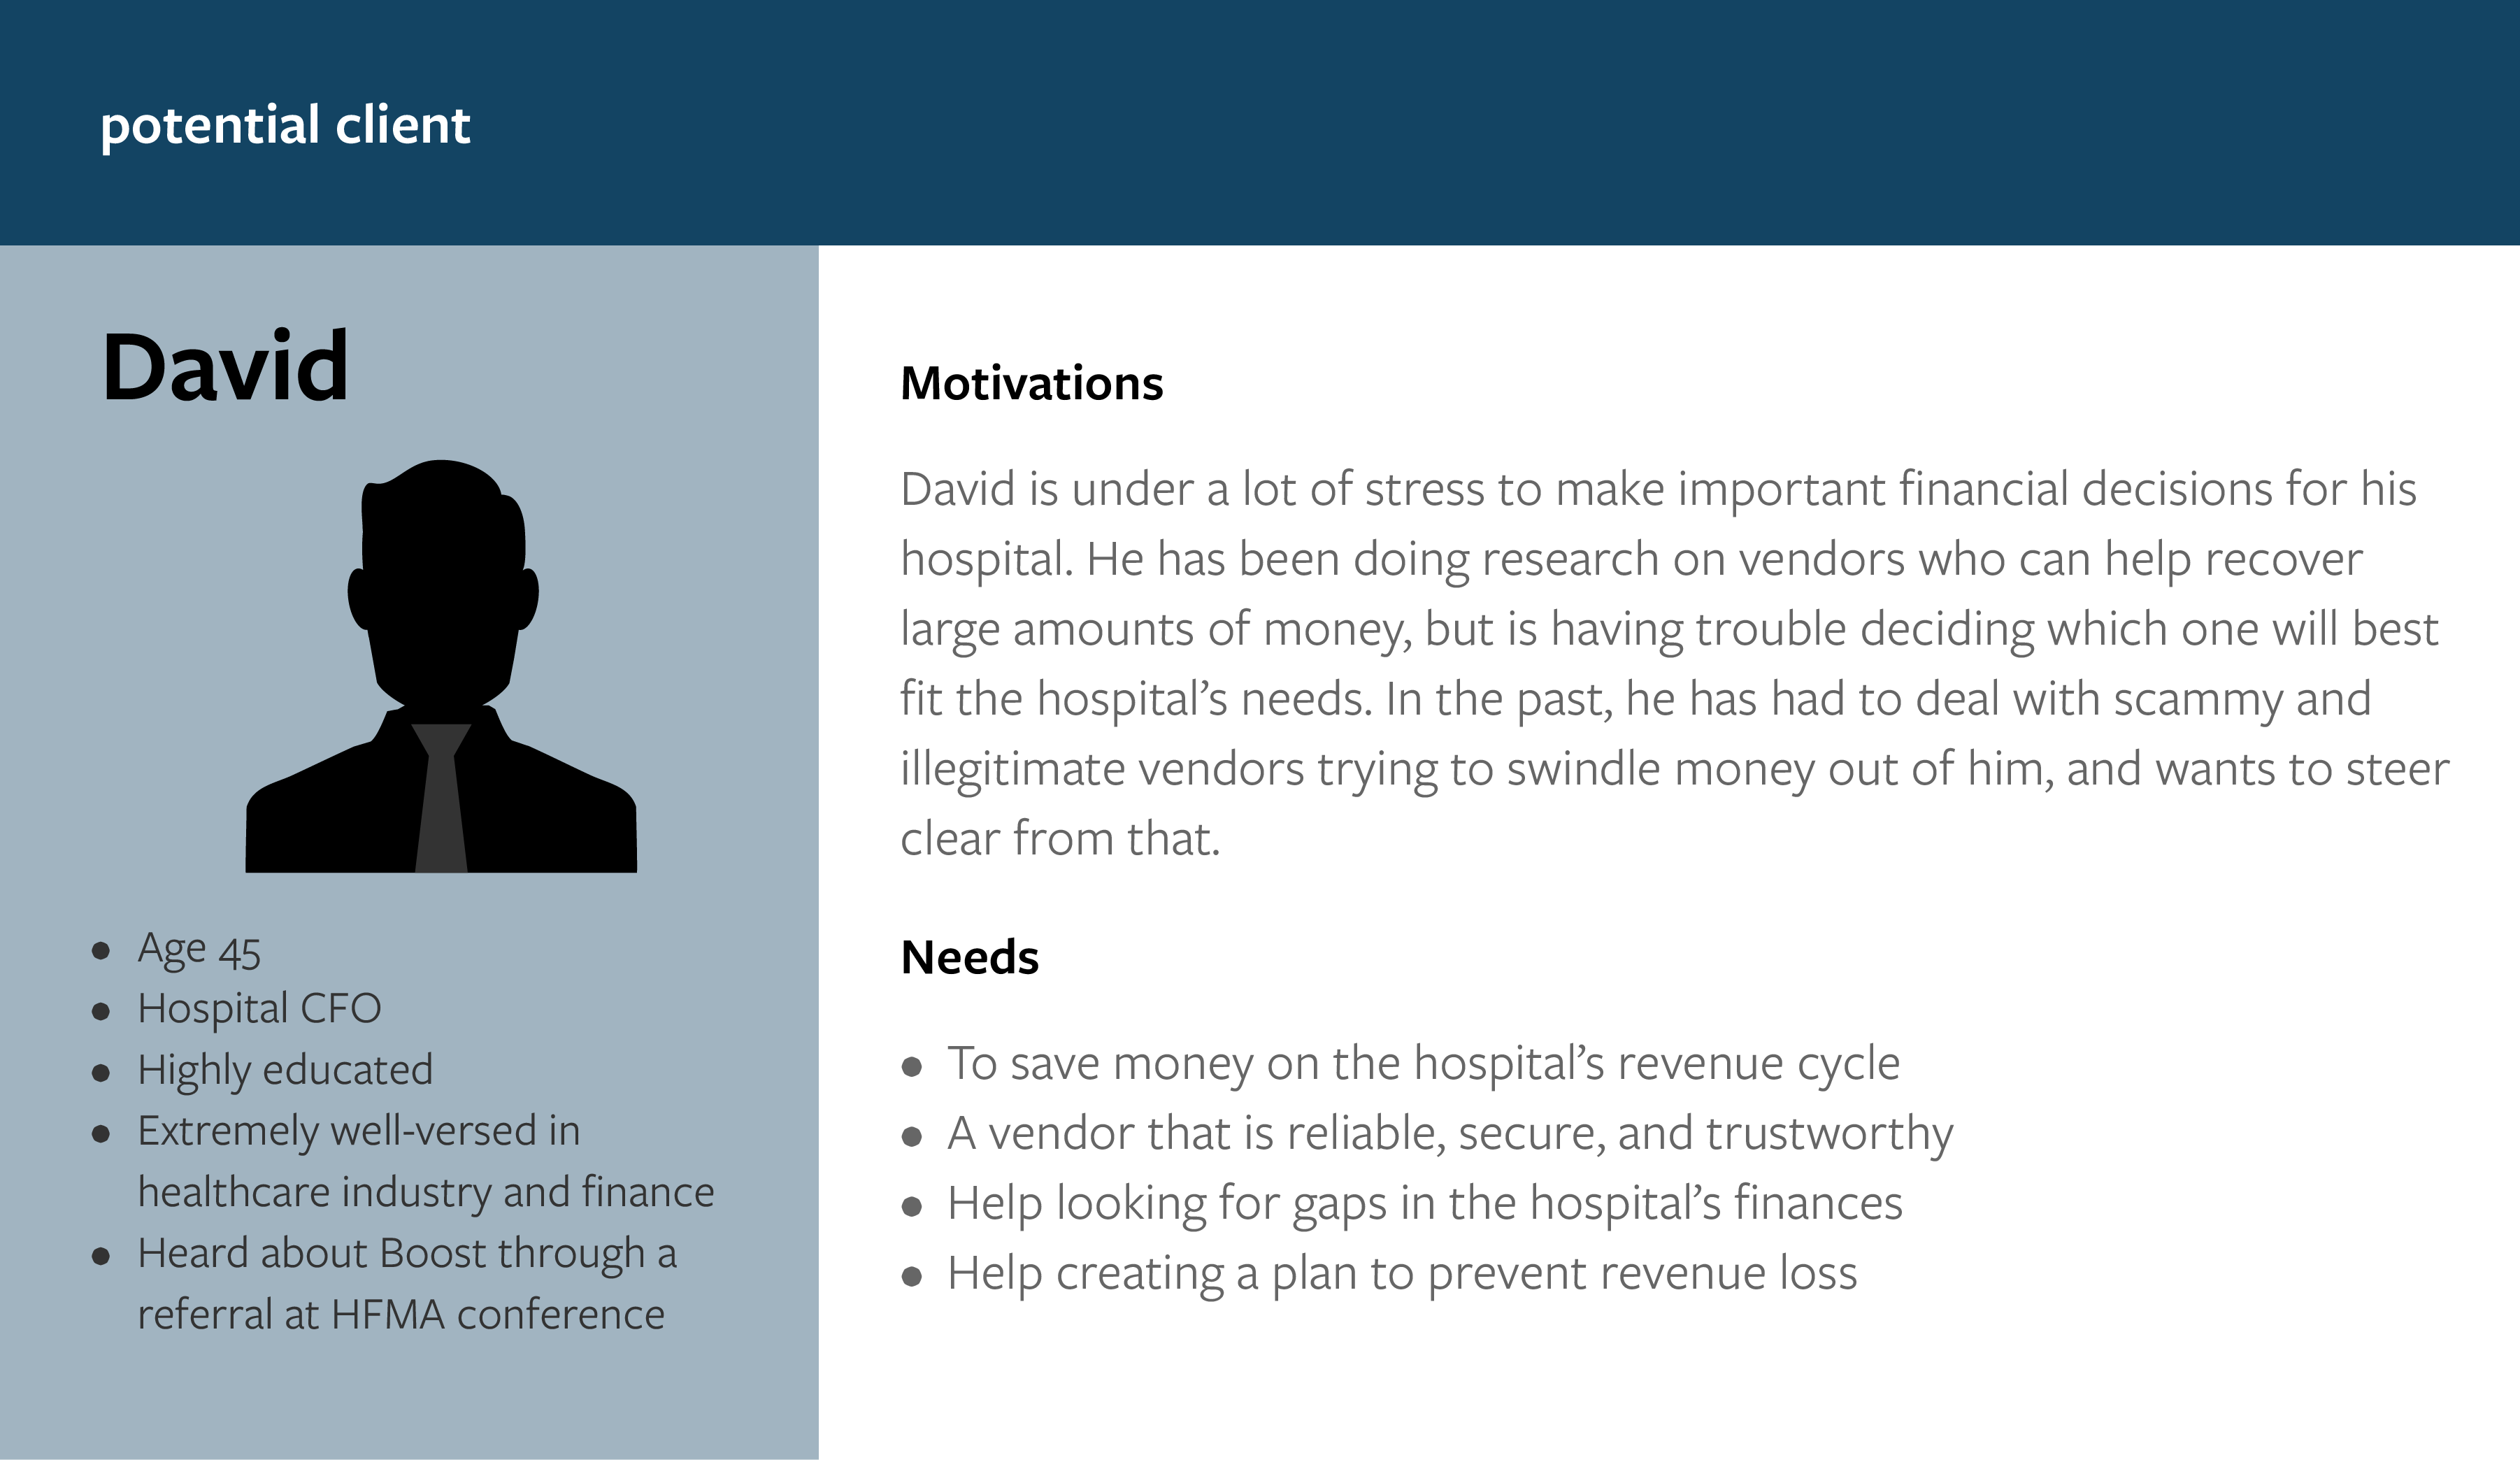 potential client
David
• Age 45
• Hospital CFO
• Highly educated
• Extremely well-versed in
healthcare industry and finance
• Heard about Boost through a
referral at HFMA conference
Motivations
David is under a lot of stress to make important financial decisions for his
hospital. He has been doing research on vendors who can help recover
large amounts of money, but is having trouble deciding which one will best
fit the hospital’s needs. In the past, he has had to deal with scammy and
illegitimate vendors trying to swindle money out of him, and wants to steer
clear from that.
Needs
• To save money on the hospital’s revenue cycle
• A vendor that is reliable, secure, and trustworthy
• Help looking for gaps in the hospital’s finances
• Help creating a plan to prevent revenue loss